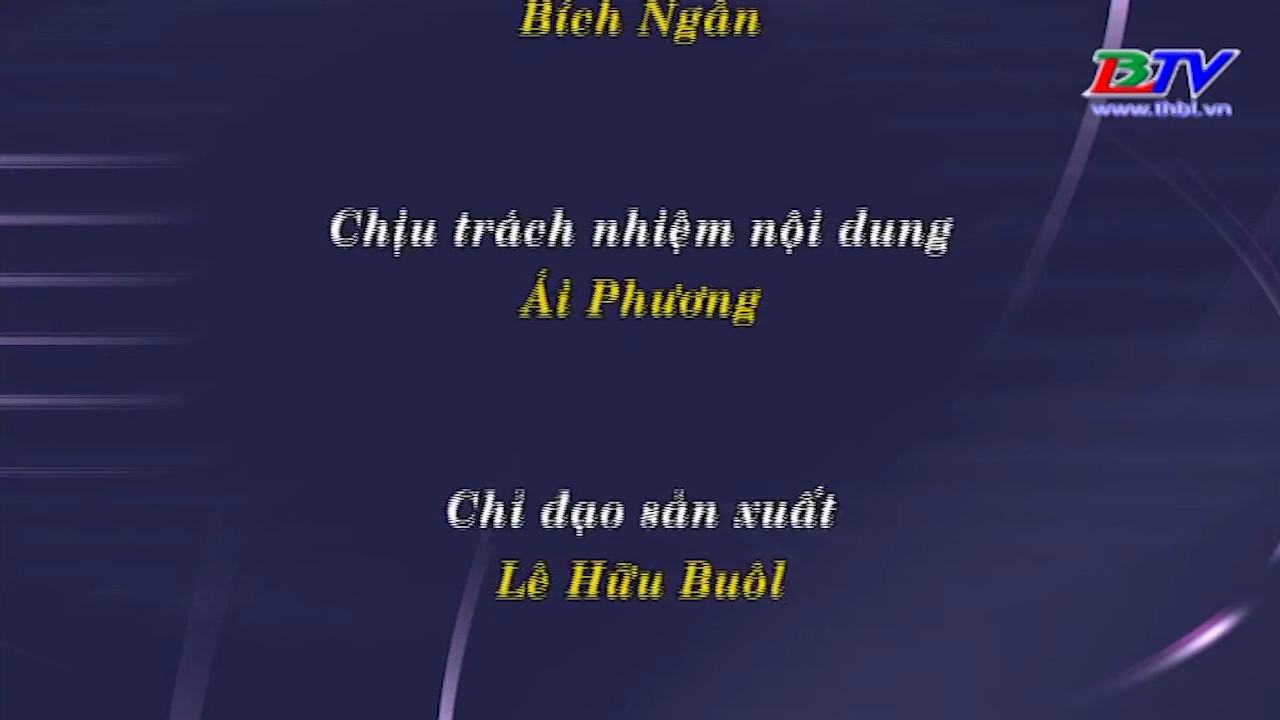 Bích Ngân
BTV
www.thbl.vn
Chịu trách nhiệm nội dung
Ái Phương
Chỉ đạo sản xuất
Lê Hữu Buôl